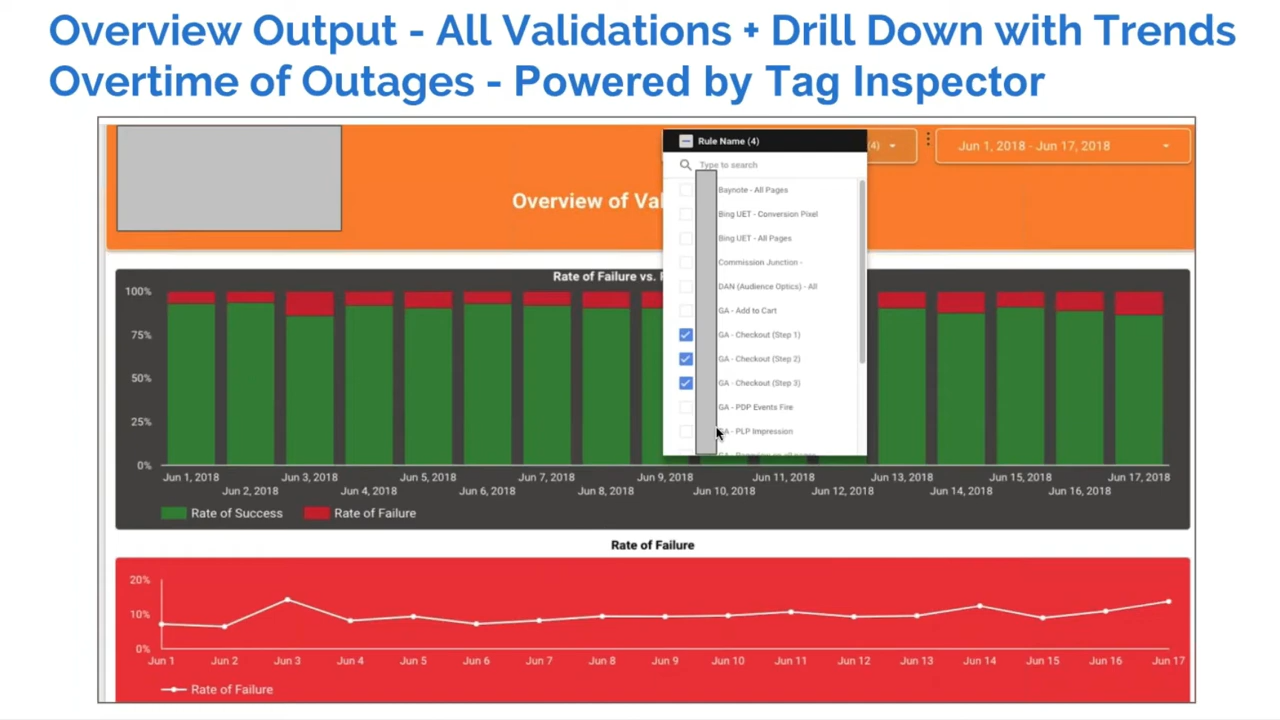 Overview Output - All Validations + Drill Down with Trends
Overtime of Outages - Powered by Tag Inspector
Rule Name (4)
(4)
Jun 1, 2018 - Jun 17, 2018
Type to search
Overview of Va
Baynote - All Pages
Bing UET - Conversion Pixel
Bing UET - All Pages
Commission Junction -
DAN (Audience Optics) - All
GA - Add to Cart
GA - Checkout (Step 1)
GA - Checkout (Step 2)
GA - Checkout (Step 3)
GA - PDP Events Fire
GA - PLP Impression
Rate of Failure vs.
100%
75%
50%
25%
0%
Jun 1, 2018 Jun 3, 2018 Jun 5, 2018 Jun 7, 2018 Jun 9, 2018 Jun 11, 2018 Jun 13, 2018 Jun 15, 2018 Jun 17, 2018
Jun 2, 2018 Jun 4, 2018 Jun 6, 2018 Jun 8, 2018 Jun 10, 2018 Jun 12, 2018 Jun 14, 2018 Jun 16, 2018
Rate of Success Rate of Failure
Rate of Failure
20%
10%
0%
Jun 1 Jun 2 Jun 3 Jun 4 Jun 5 Jun 6 Jun 7 Jun 8 Jun 9 Jun 10 Jun 11 Jun 12 Jun 13 Jun 14 Jun 15 Jun 16 Jun 17
Rate of Failure